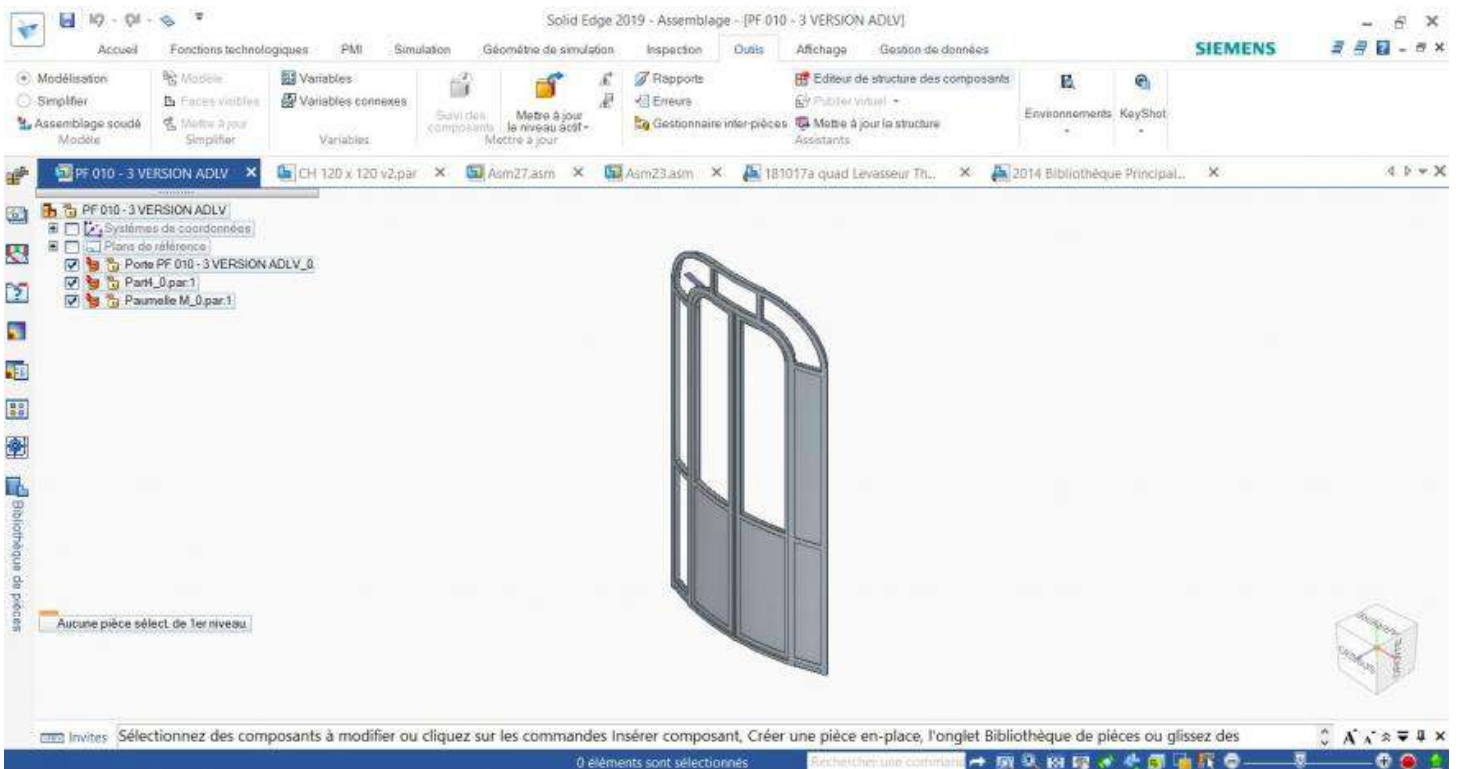 Solid Edge 2019 - Assemblage - [PF 010 - 3 VERSION ADLV]
Accueil Fonctions technologiques PMI Simulation Géométrie de simulation Inspection Outils Affichage Gestion de données SIEMENS
Modélisation Modèle Variables Rapports Editeur de structure des composants
Simplifier Faces visibles Variables connexes Erreurs Publier virtuel
Assemblage soudé Mettre à jour Suivi des composants Mettre à jour le niveau actif Gestionnaire inter-pièces Mettre à jour la structure Environnements KeyShot
Modèle Simplifier Variables Mettre à jour Assistants
PF 010 - 3 VERSION ADLV CH 120 x 120 v2.par Asm27.asm Asm23.asm 181017a quad Levasseur Th... 2014 Bibliothèque Principal...
PF 010 - 3 VERSION ADLV
Systèmes de coordonnées
Plans de référence
Porte PF 010 - 3 VERSION ADLV_0
Part4_0.par:1
Paumelle M_0.par:1
Bibliothèque de pièces
Aucune pièce sélect. de 1er niveau
Invites Sélectionnez des composants à modifier ou cliquez sur les commandes Insérer composant, Créer une pièce en-place, l'onglet Bibliothèque de pièces ou glissez des
0 éléments sont sélectionnés Rechercher une command